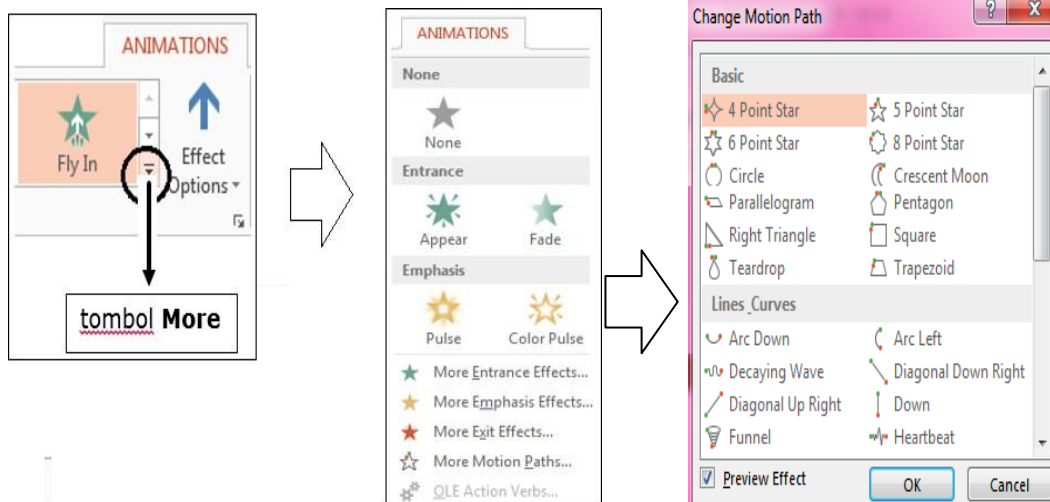 ANIMATIONS
Fly In
Effect
Options
tombol More
ANIMATIONS
None
None
Entrance
Appear Fade
Emphasis
Pulse Color Pulse
More Entrance Effects...
More Emphasis Effects...
More Exit Effects...
More Motion Paths...
OLE Action Verbs...
Change Motion Path
? X
Basic
4 Point Star 5 Point Star
6 Point Star 8 Point Star
Circle Crescent Moon
Parallelogram Pentagon
Right Triangle Square
Teardrop Trapezoid
Lines_Curves
Arc Down Arc Left
Decaying Wave Diagonal Down Right
Diagonal Up Right Down
Funnel Heartbeat
Preview Effect OK Cancel